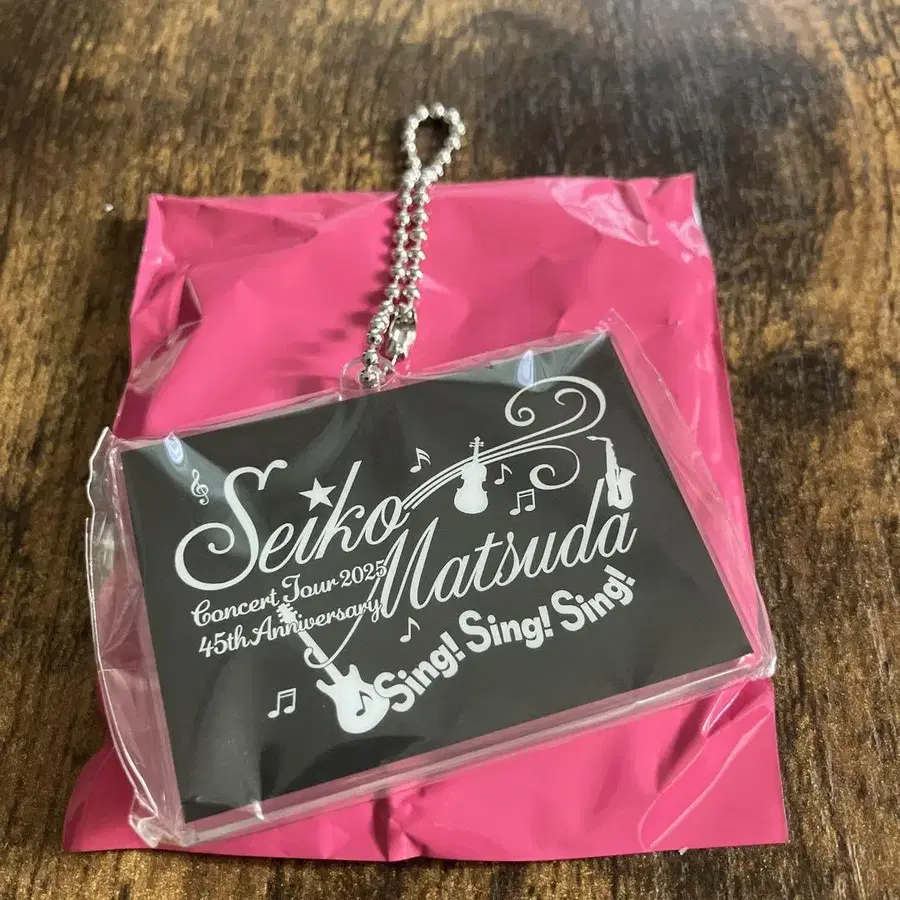 Seiko
Matsuda
Concert Tour 2025
45th Anniversary
Sing! Sing! Sing!